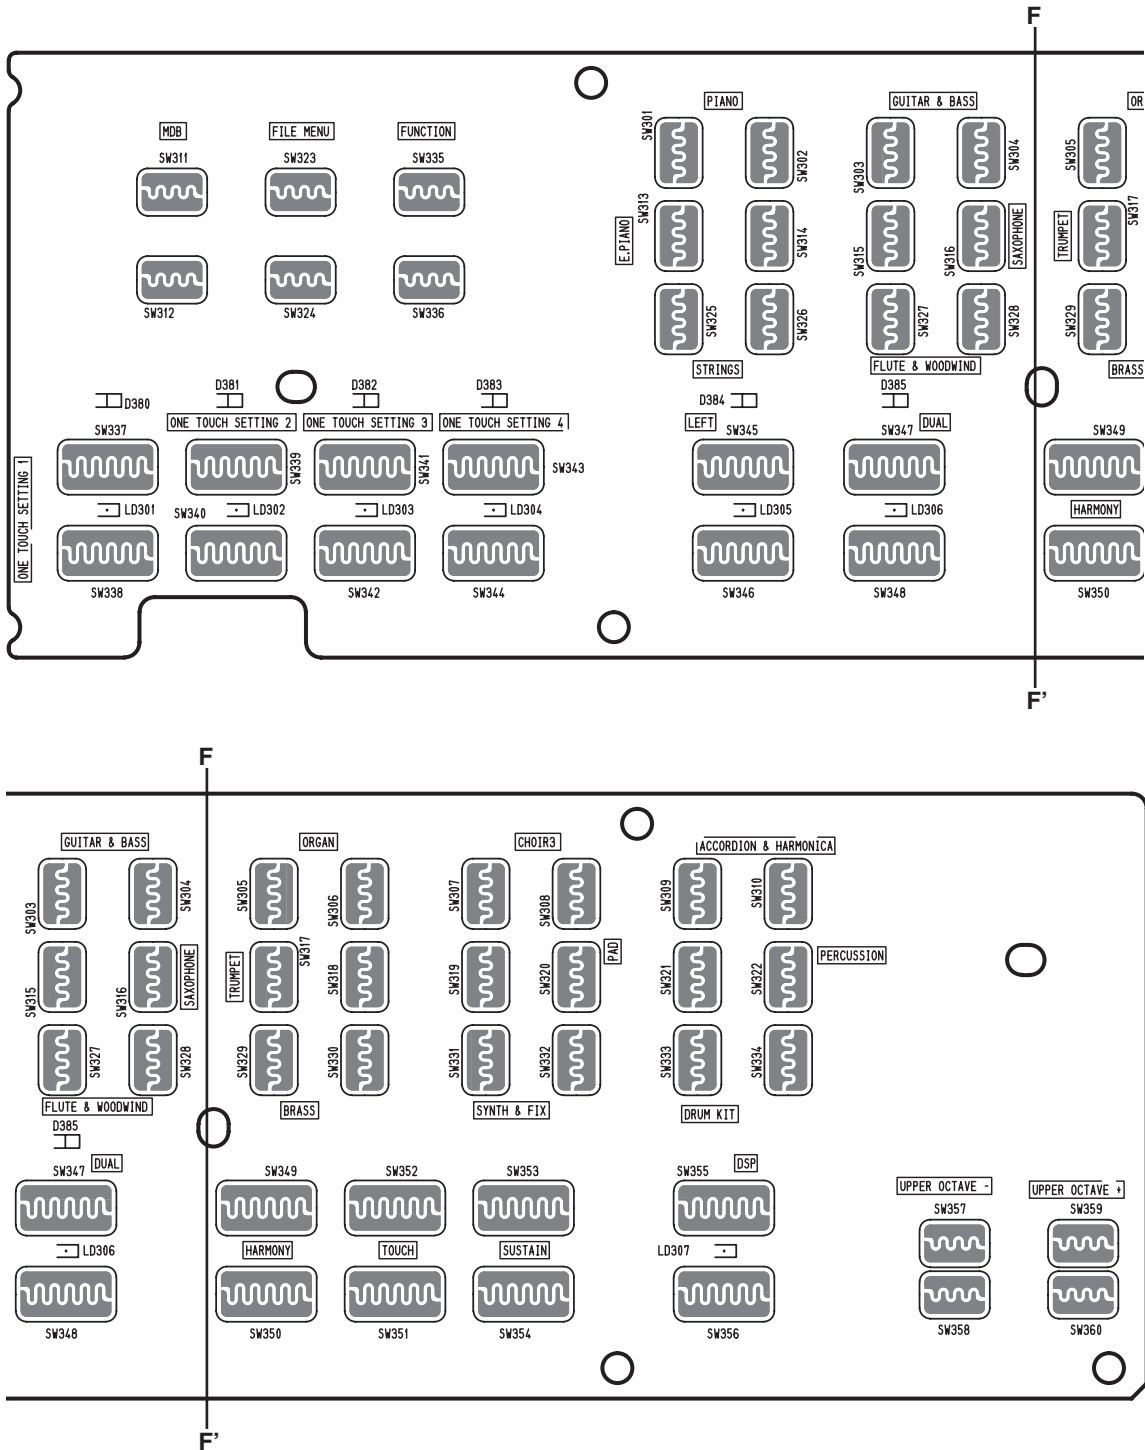 F
PIANO
GUITAR & BASS
OR
MDB
FILE MENU
FUNCTION
SW301
SW302
SW303
SW304
SW305
SW311
SW323
SW335
SW313
E.PIANO
SW314
SW315
SW316
SAXOPHONE
TRUMPET
SW317
SW312
SW324
SW336
SW325
SW326
SW327
SW328
SW329
STRINGS
FLUTE & WOODWIND
BRASS
D380
D381
D382
D383
D384
D385
ONE TOUCH SETTING 2
ONE TOUCH SETTING 3
ONE TOUCH SETTING 4
LEFT
DUAL
SW337
SW339
SW341
SW343
SW345
SW347
SW349
ONE TOUCH SETTING 1
LD301
SW340
LD302
LD303
LD304
LD305
LD306
HARMONY
SW338
SW342
SW344
SW346
SW348
SW350
F'
F
GUITAR & BASS
ORGAN
CHOIR3
ACCORDION & HARMONICA
SW303
SW304
SW305
SW306
SW307
SW308
SW309
SW310
SW315
SW316
SAXOPHONE
TRUMPET
SW317
SW318
SW319
SW320
PAD
SW321
SW322
PERCUSSION
SW327
SW328
SW329
SW330
SW331
SW332
SW333
SW334
FLUTE & WOODWIND
BRASS
SYNTH & FIX
DRUM KIT
D385
SW347
DUAL
SW349
SW352
SW353
SW355
DSP
UPPER OCTAVE -
UPPER OCTAVE +
SW357
SW359
LD306
HARMONY
TOUCH
SUSTAIN
LD307
SW348
SW350
SW351
SW354
SW356
SW358
SW360
F'